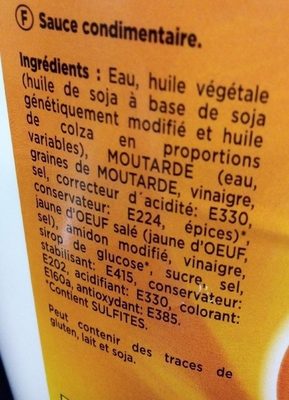 F Sauce condimentaire.
Ingrédients : Eau, huile végétale
(huile de soja à base de soja
génétiquement modifié et huile
de colza en proportions
variables), MOUTARDE (eau,
graines de MOUTARDE, vinaigre,
sel, correcteur d´acidité: E330,
conservateur: E224, épices)*,
jaune d'OEUF salé (jaune d'OEUF,
sel), amidon modifié, vinaigre,
sirop de glucose*, sucre, sel,
stabilisant: E415, conservateur:
E202, acidifiant: E330, colorant:
E160a, antioxydant: E385.
*Contient SULFITES.
Peut contenir des traces de
gluten, lait et soja.